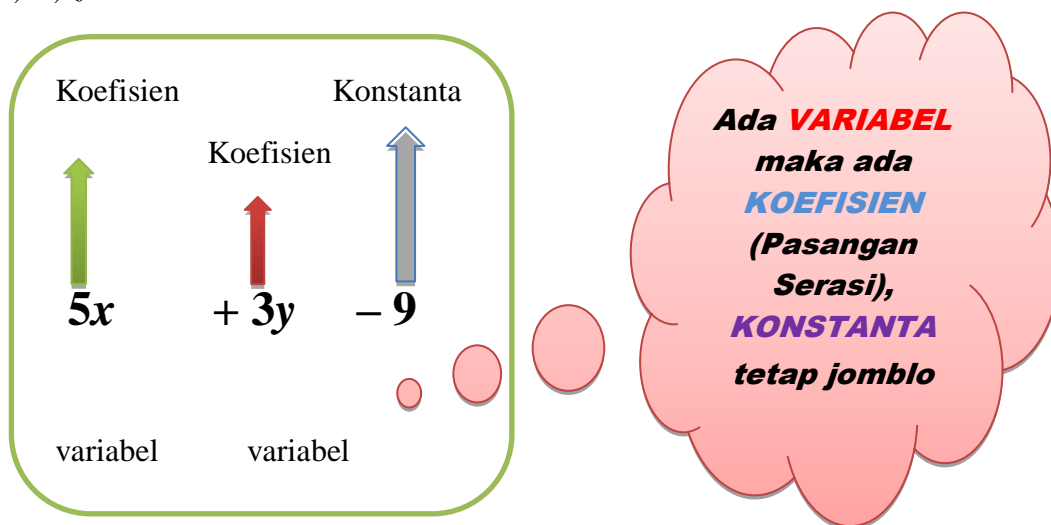 Koefisien
Konstanta
Koefisien
5x + 3y – 9
variabel
variabel
Ada VARIABEL
maka ada
KOEFISIEN
(Pasangan
Serasi),
KONSTANTA
tetap jomblo